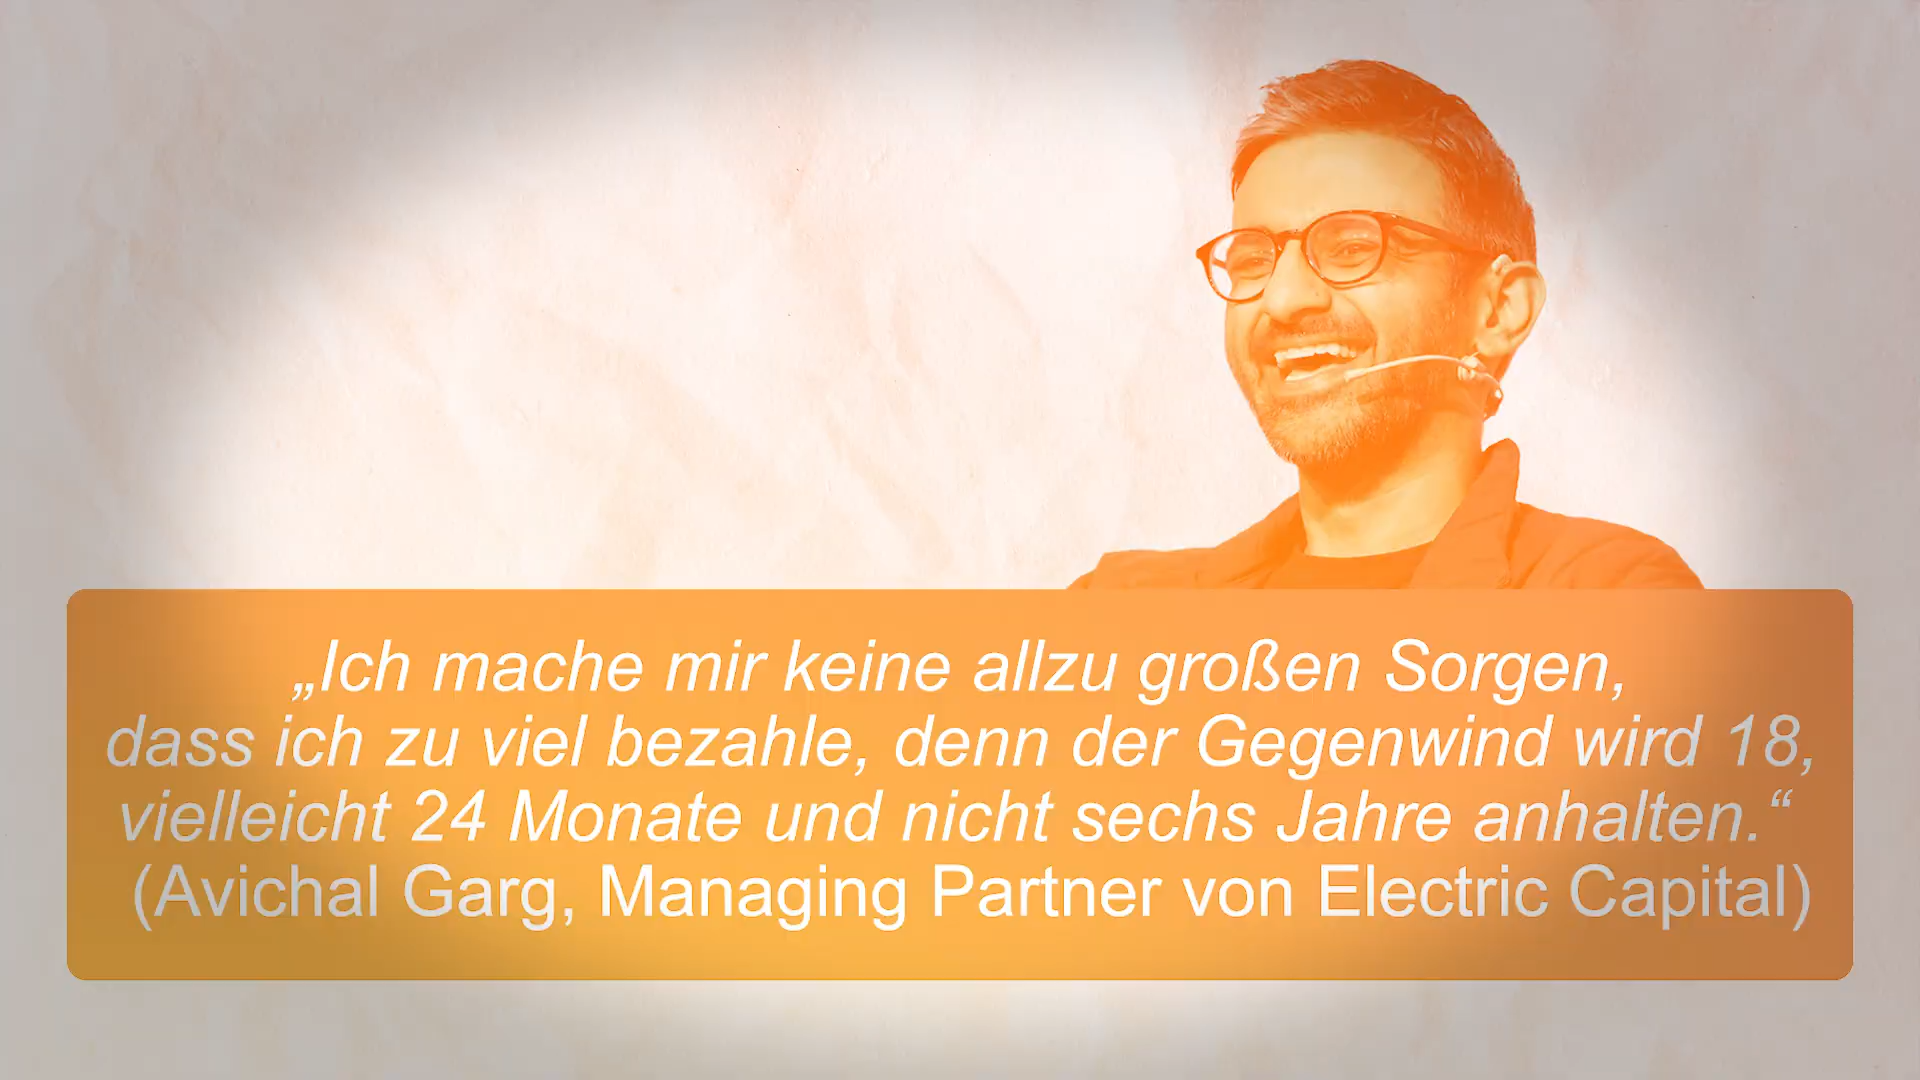 „Ich mache mir keine allzu großen Sorgen,
dass ich zu viel bezahle, denn der Gegenwind wird 18,
vielleicht 24 Monate und nicht sechs Jahre anhalten.“
(Avichal Garg, Managing Partner von Electric Capital)